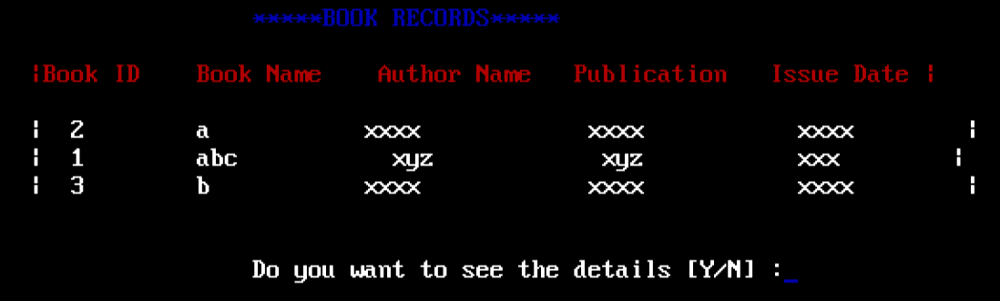 *****BOOK RECORDS*****
|Book ID Book Name Author Name Publication Issue Date |
| 2 a xxxx xxxx xxxx |
| 1 abc xyz xyz xxx |
| 3 b xxxx xxxx xxxx |
Do you want to see the details [Y/N] :_